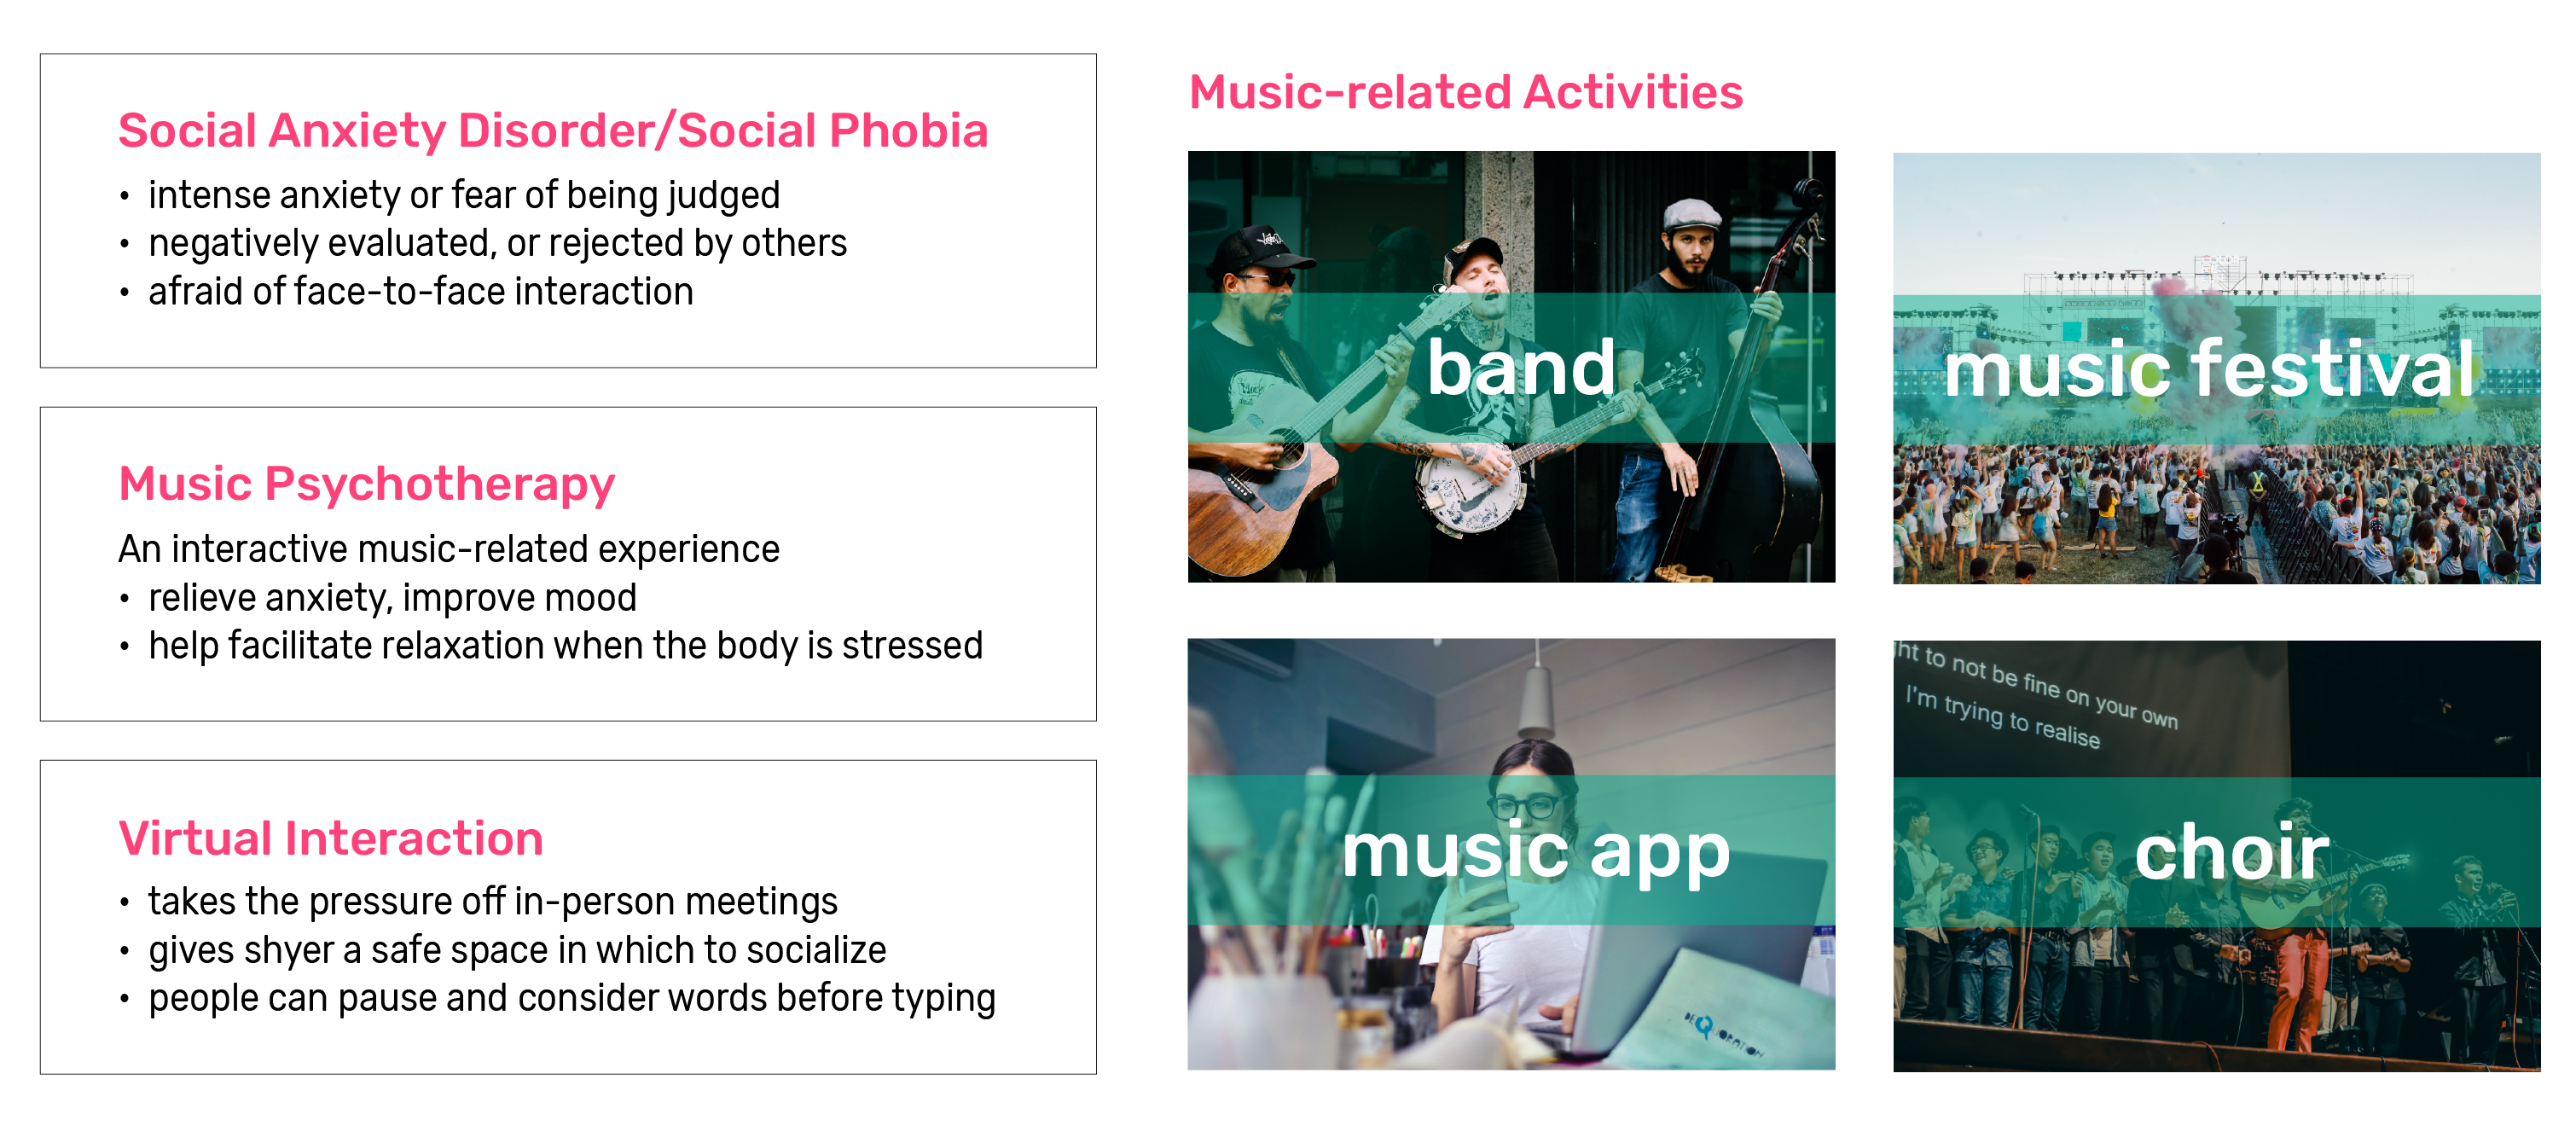 Social Anxiety Disorder/Social Phobia
• intense anxiety or fear of being judged
• negatively evaluated, or rejected by others
• afraid of face-to-face interaction
Music Psychotherapy
An interactive music-related experience
• relieve anxiety, improve mood
• help facilitate relaxation when the body is stressed
Virtual Interaction
• takes the pressure off in-person meetings
• gives shyer a safe space in which to socialize
• people can pause and consider words before typing
Music-related Activities
band
music festival
music app
ht to not be fine on your own
I'm trying to realise
choir